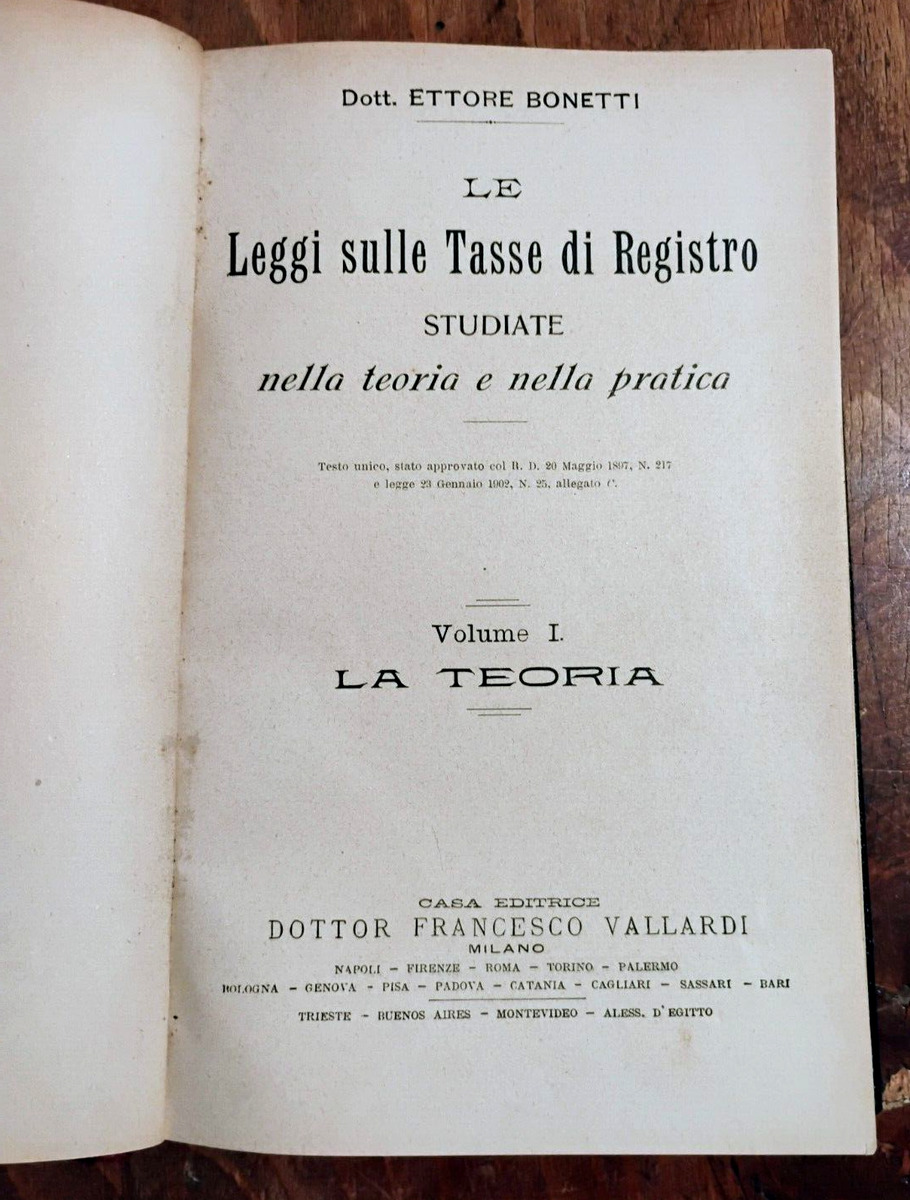 Dott. ETTORE BONETTI
LE
Leggi sulle Tasse di Registro
STUDIATE
nella teoria e nella pratica
Testo unico, stato approvato col R. D. 20 Maggio 1897, N. 217
e legge 23 Gennaio 1902, N. 25, allegato C.
Volume I.
LA TEORIA
CASA EDITRICE
DOTTOR FRANCESCO VALLARDI
MILANO
NAPOLI – FIRENZE – ROMA – TORINO – PALERMO
BOLOGNA – GENOVA – PISA – PADOVA – CATANIA – CAGLIARI – SASSARI – BARI
TRIESTE – BUENOS AIRES – MONTEVIDEO – ALESS. D'EGITTO